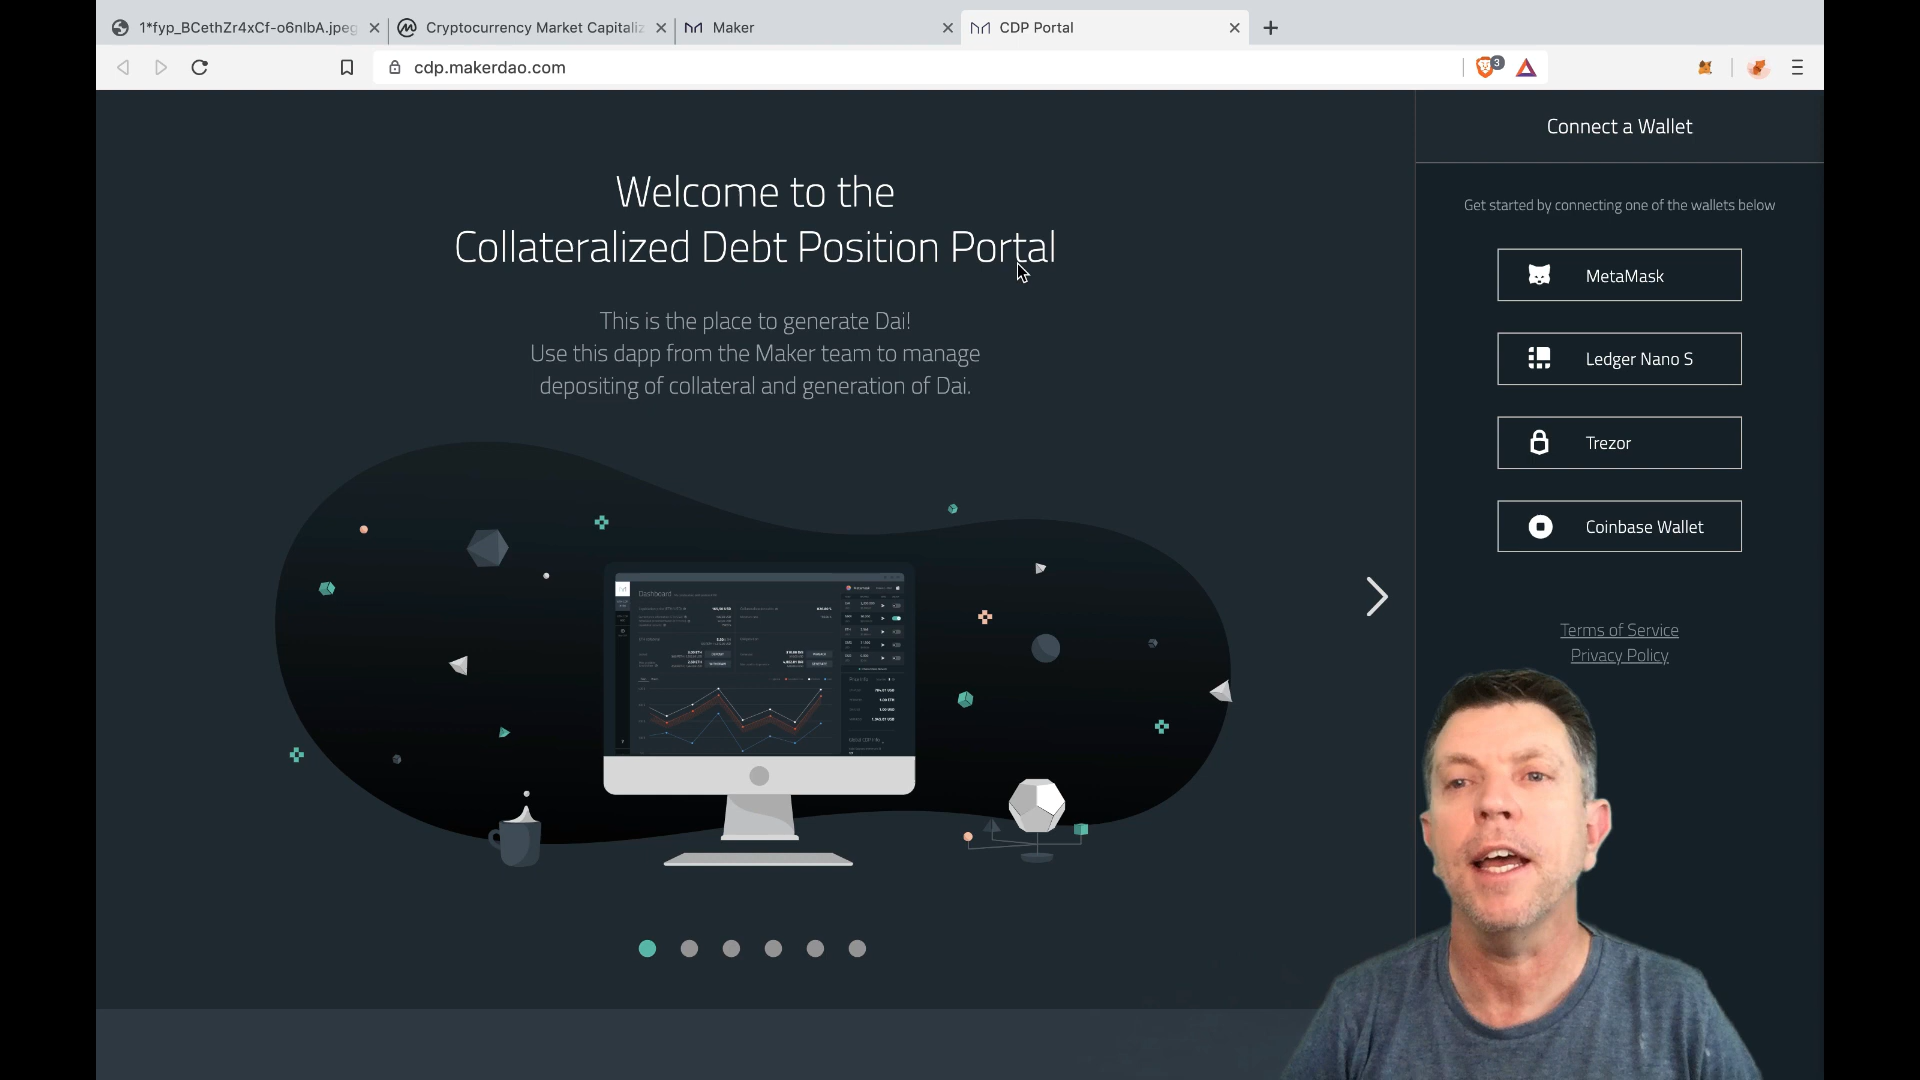 1*fyp_BCethZr4xCf-o6nlbA.jpeg
Cryptocurrency Market Capitaliz
Maker
CDP Portal
cdp.makerdao.com
3
Connect a Wallet
Welcome to the
Collateralized Debt Position Portal
This is the place to generate Dai!
Use this dapp from the Maker team to manage
depositing of collateral and generation of Dai.
Dashboard
Get started by connecting one of the wallets below
MetaMask
Ledger Nano S
Trezor
Coinbase Wallet
Terms of Service
Privacy Policy